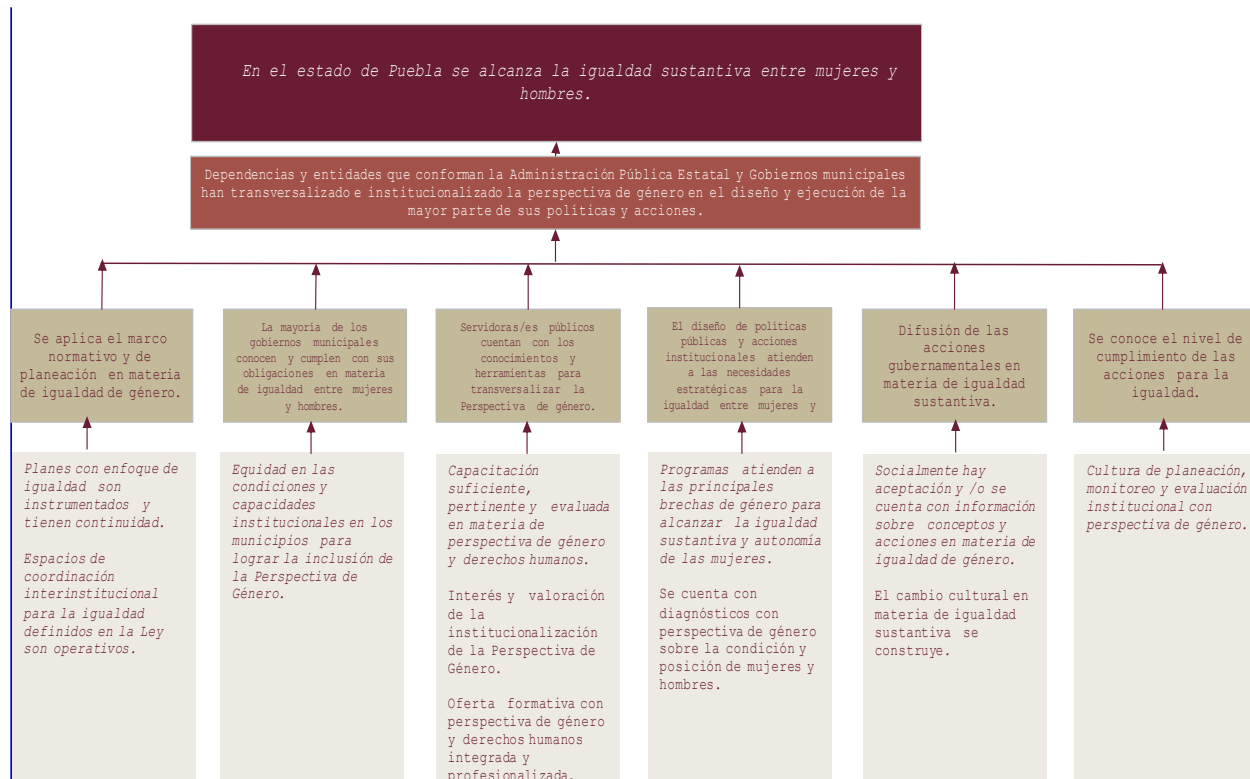 En el estado de Puebla se alcanza la igualdad sustantiva entre mujeres y
hombres.
Dependencias y entidades que conforman la Administración Pública Estatal y Gobiernos municipales
han transversalizado e institucionalizado la perspectiva de género en el diseño y ejecución de la
mayor parte de sus políticas y acciones.
Se aplica el marco
normativo y de
planeación en materia
de igualdad de género.
La mayoria de los
gobiernos municipales
conocen y cumplen con sus
obligaciones en materia
de igualdad entre mujeres
y hombres.
Servidoras/es públicos
cuentan con los
conocimientos y
herramientas para
transversalizar la
Perspectiva de género.
El diseño de políticas
públicas y acciones
institucionales atienden
a las necesidades
estratégicas para la
igualdad entre mujeres y
Difusión de las
acciones
gubernamentales en
materia de igualdad
sustantiva.
Se conoce el nivel de
cumplimiento de las
acciones para la
igualdad.
Planes con enfoque de
igualdad son
instrumentados y
tienen continuidad.
Espacios de
coordinación
interinstitucional
para la igualdad
definidos en la Ley
son operativos.
Equidad en las
condiciones y
capacidades
institucionales en los
municipios para
lograr la inclusión de
la Perspectiva de
Género.
Capacitación
suficiente,
pertinente y evaluada
en materia de
perspectiva de género
y derechos humanos.
Interés y valoración
de la
institucionalización
de la Perspectiva de
Género.
Oferta formativa con
perspectiva de género
y derechos humanos
integrada y
profesionalizada.
Programas atienden a
las principales
brechas de género para
alcanzar la igualdad
sustantiva y autonomía
de las mujeres.
Se cuenta con
diagnósticos con
perspectiva de género
sobre la condición y
posición de mujeres y
hombres.
Socialmente hay
aceptación y /o se
cuenta con información
sobre conceptos y
acciones en materia de
igualdad de género.
El cambio cultural en
materia de igualdad
sustantiva se
construye.
Cultura de planeación,
monitoreo y evaluación
institucional con
perspectiva de género.